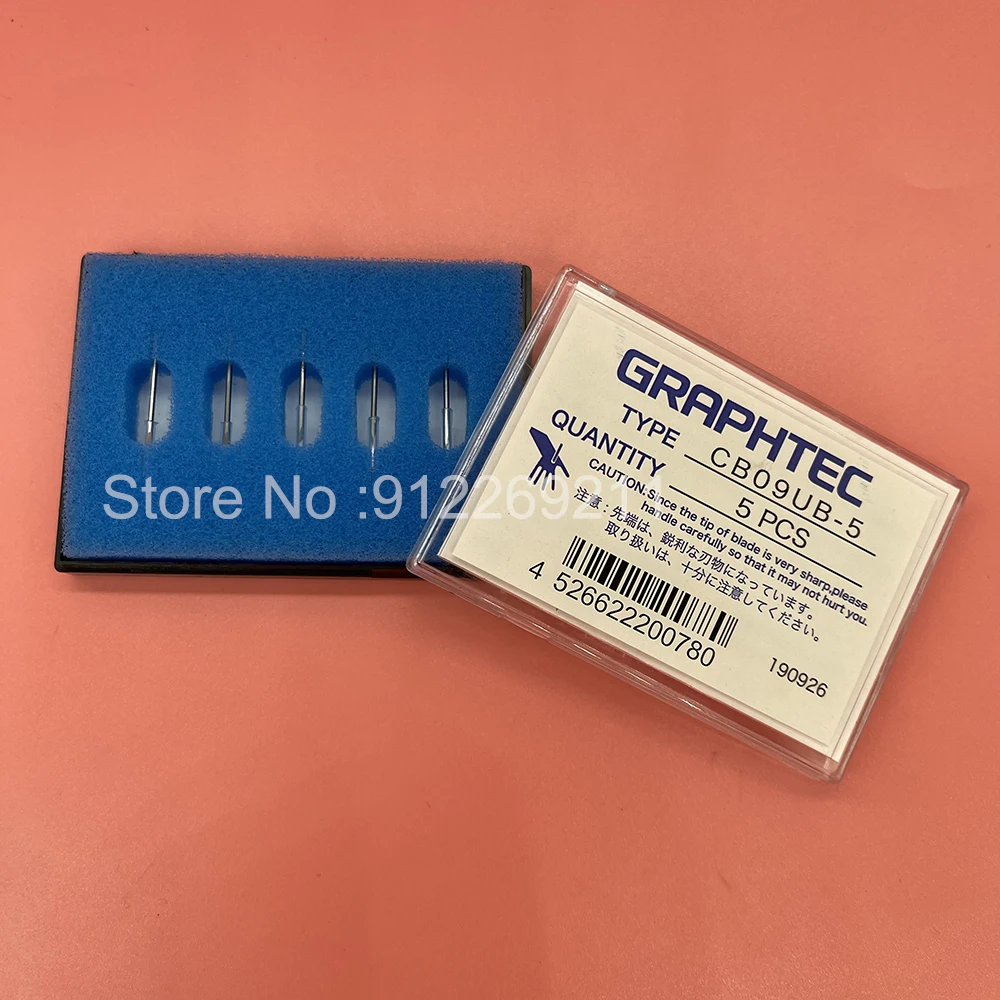 GRAPHTEC
TYPE CB09UB-5
QUANTITY 5 PCS
CAUTION.Since the tip of blade is very sharp,please
handle carefully so that it may not hurt you.
注意：先端は、鋭利な刃物になっています。
取り扱いは、十分に注意してください。
4 526622200780
190926
Store No :912269211